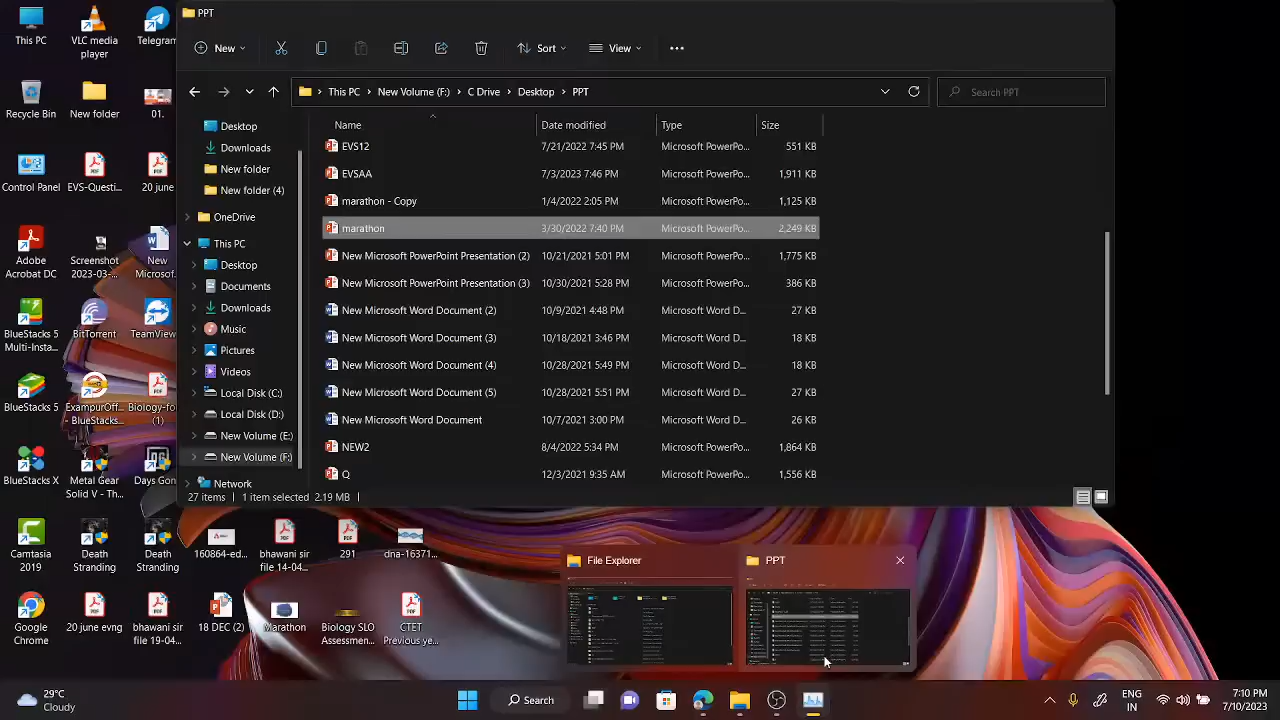 This PC
VLC media
player
Telegram
PPT
New
Sort
View
This PC
New Volume (F:)
C Drive
Desktop
PPT
Search PPT
Recycle Bin
New folder
01.
Name
Date modified
Type
Size
Desktop
Downloads
New folder
New folder (4)
OneDrive
This PC
Desktop
Documents
Downloads
Music
Pictures
Videos
Local Disk (C:)
Local Disk (D:)
New Volume (E:)
New Volume (F:)
Network
EVS12 7/21/2022 7:45 PM Microsoft PowerPo... 551 KB
EVSAA 7/3/2023 7:46 PM Microsoft PowerPo... 1,911 KB
marathon - Copy 1/4/2022 2:05 PM Microsoft PowerPo... 1,125 KB
marathon 3/30/2022 7:40 PM Microsoft PowerPo... 2,249 KB
New Microsoft PowerPoint Presentation (2) 10/21/2021 5:01 PM Microsoft PowerPo... 1,775 KB
New Microsoft PowerPoint Presentation (3) 10/30/2021 5:28 PM Microsoft PowerPo... 386 KB
New Microsoft Word Document (2) 10/9/2021 4:48 PM Microsoft Word D... 27 KB
New Microsoft Word Document (3) 10/18/2021 3:46 PM Microsoft Word D... 18 KB
New Microsoft Word Document (4) 10/28/2021 5:49 PM Microsoft Word D... 18 KB
New Microsoft Word Document (5) 10/28/2021 5:51 PM Microsoft Word D... 27 KB
New Microsoft Word Document 10/7/2021 3:00 PM Microsoft Word D... 26 KB
NEW2 8/4/2022 5:34 PM Microsoft PowerPo... 1,864 KB
Q 12/3/2021 9:35 AM Microsoft PowerPo... 1,556 KB
27 items 1 item selected 2.19 MB
Control Panel
EVS-Questi...
20 june
Adobe
Acrobat DC
Screenshot
2023-03-...
New
Microsof...
BlueStacks 5
Multi-Insta...
BitTorrent
TeamView
BlueStacks 5
ExampurOff...
BlueStacks
Biology-fo
(1)
BlueStacks X
Metal Gear
Solid V - Th...
Days Gon
Camtasia
2019
Death
Stranding
Death
Stranding
160864-ed...
bhawani sir
file 14-04...
291
dna-16371...
Google
Chrome
19-04
18 DEC (2)
Biology_10
Assessmen...
File Explorer
PPT
Cloudy
Search
ENG
IN
1:10 PM
7/10/2023